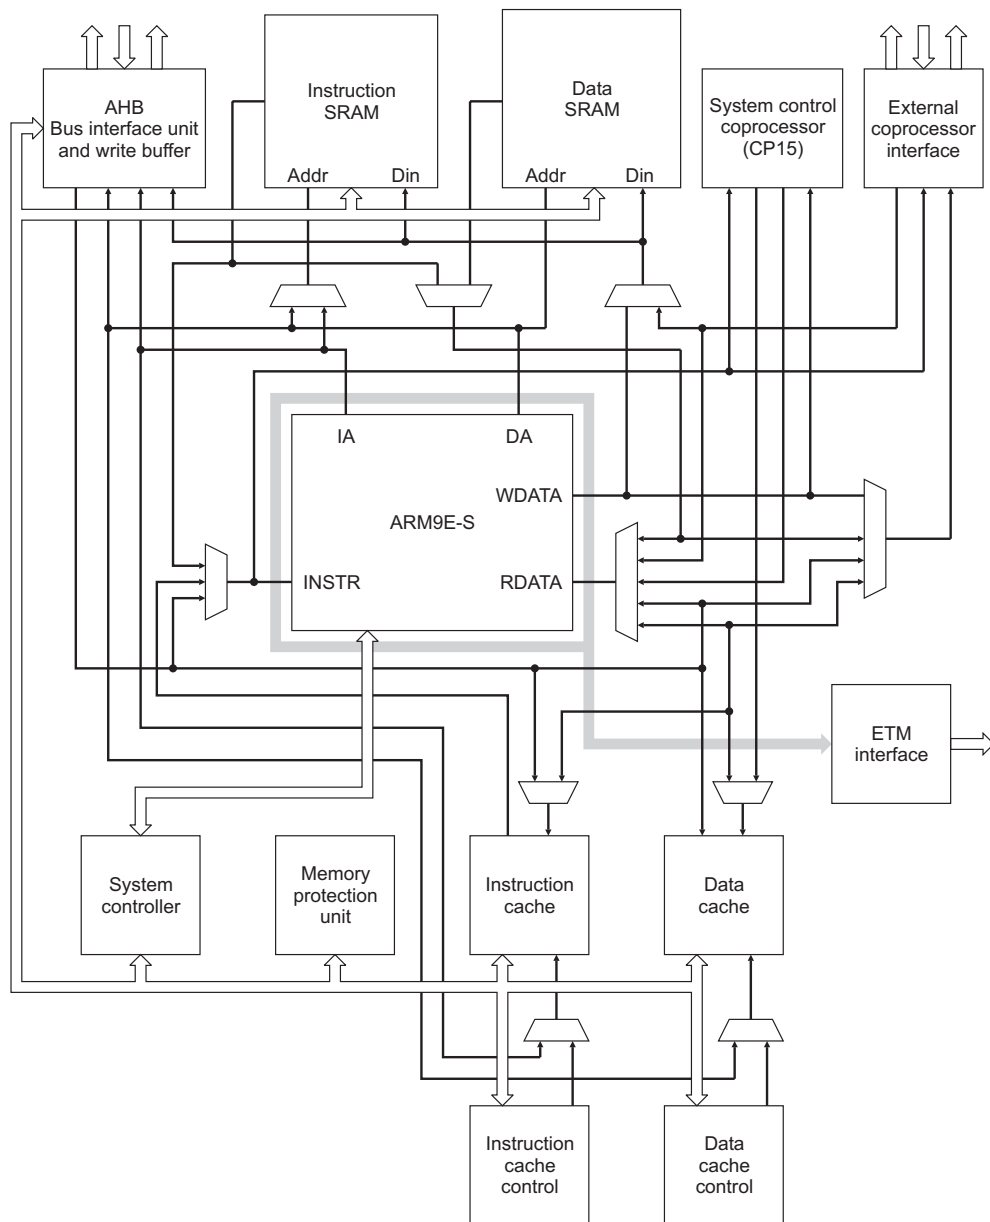 AHB
Bus interface unit
and write buffer
Instruction
SRAM
Addr
Din
Data
SRAM
Addr
Din
System control
coprocessor
(CP15)
External
coprocessor
interface
IA
DA
WDATA
ARM9E-S
INSTR
RDATA
ETM
interface
System
controller
Memory
protection
unit
Instruction
cache
Data
cache
Instruction
cache
control
Data
cache
control